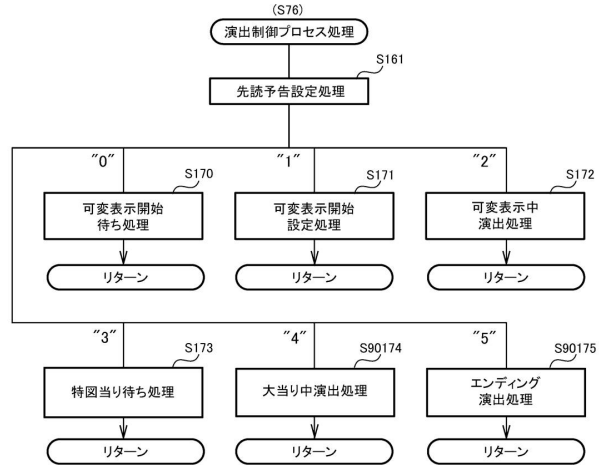 (S76)
演出制御プロセス処理
S161
先読予告設定処理
"0"
"1"
"2"
S170
S171
S172
可変表示開始
待ち処理
可変表示開始
設定処理
可変表示中
演出処理
リターン
リターン
リターン
"3"
"4"
"5"
S173
S90174
S90175
特図当り待ち処理
大当り中演出処理
エンディング
演出処理
リターン
リターン
リターン